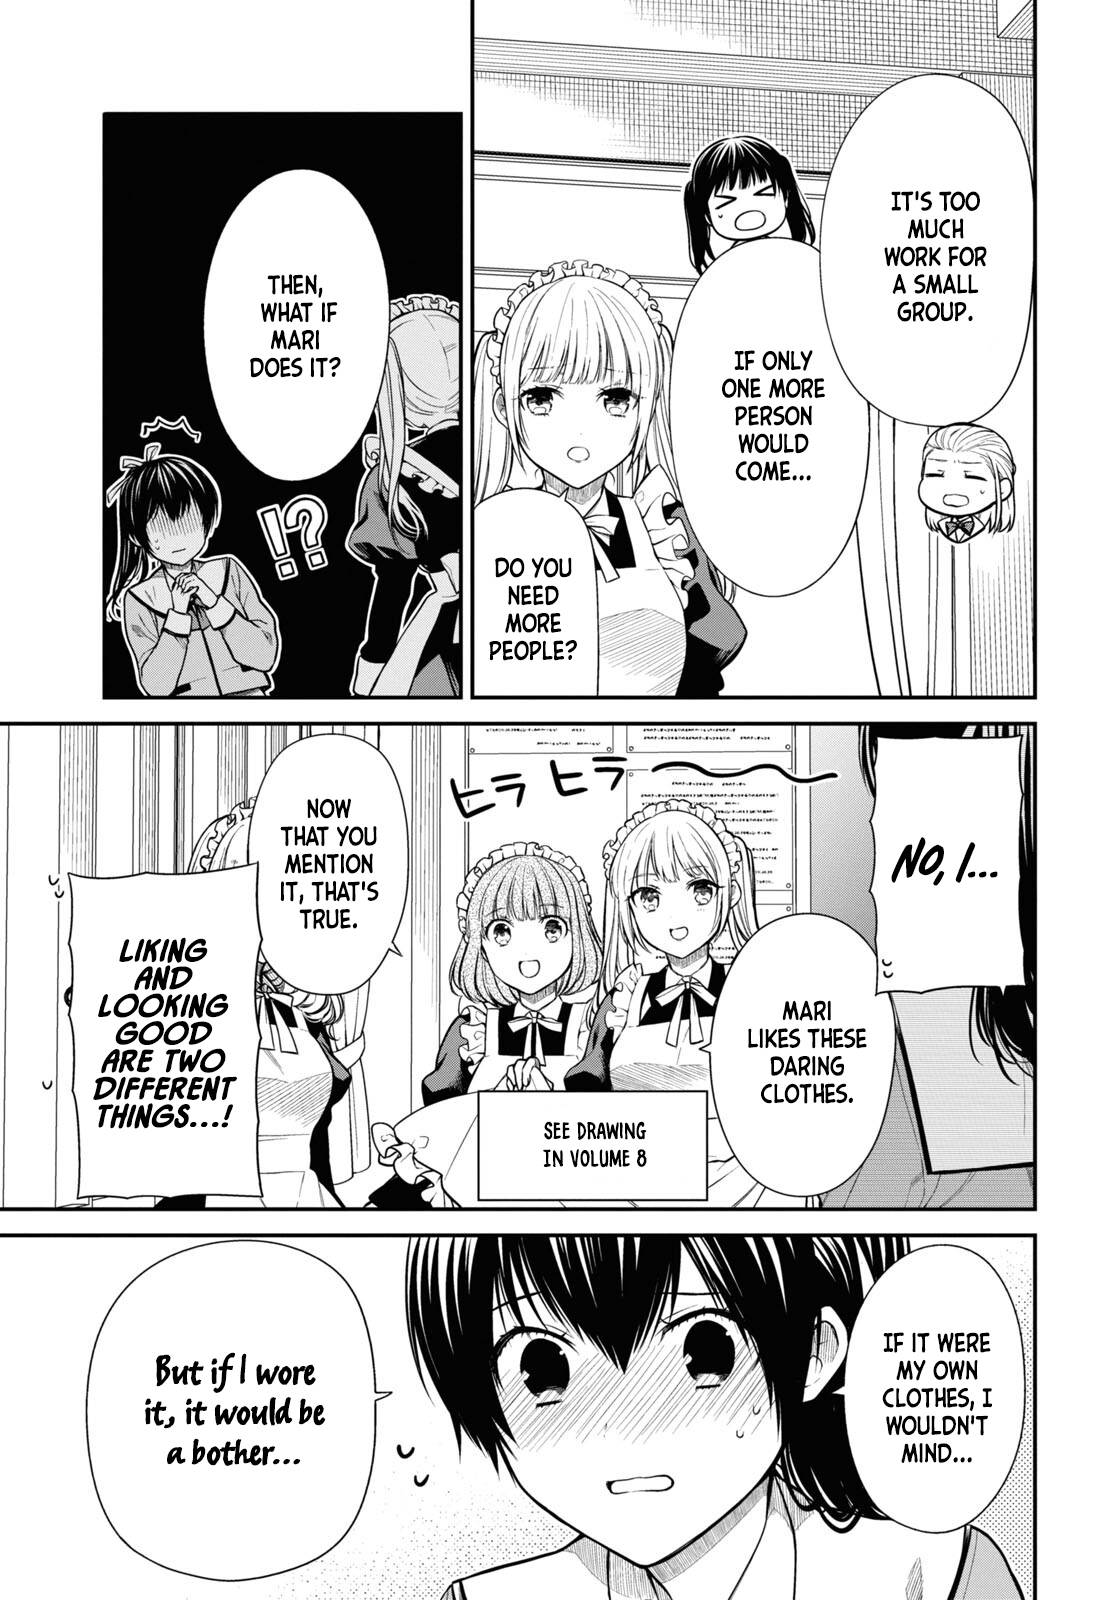 IT'S TOO
MUCH
WORK FOR
A SMALL
GROUP.
IF ONLY
ONE MORE
PERSON
WOULD
COME...
DO YOU
NEED
MORE
PEOPLE?
THEN,
WHAT IF
MARI
DOES IT?
!?
NO, I...
ヒラヒラ
MARI
LIKES THESE
DARING
CLOTHES.
SEE DRAWING
IN VOLUME 8
NOW
THAT YOU
MENTION
IT, THAT'S
TRUE.
LIKING
AND
LOOKING
GOOD
ARE TWO
DIFFERENT
THINGS...!
IF IT WERE
MY OWN
CLOTHES, I
WOULDN'T
MIND...
But if I wore
it, it would be
a bother...